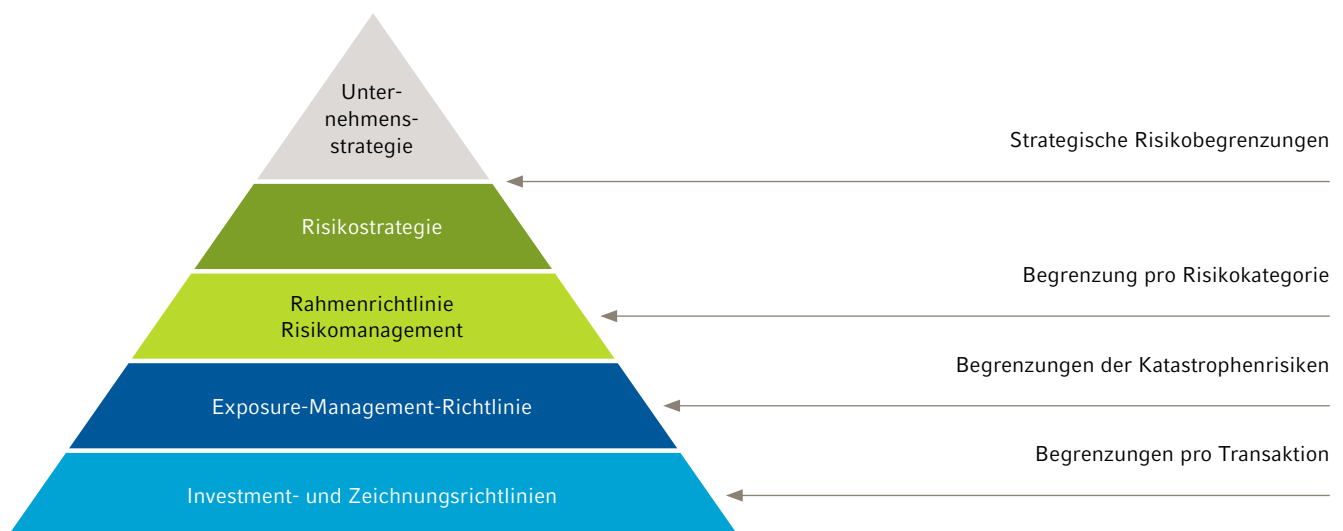 Unter-
nehmens-
strategie
Strategische Risikobegrenzungen
Risikostrategie
Begrenzung pro Risikokategorie
Rahmenrichtlinie
Risikomanagement
Begrenzungen der Katastrophenrisiken
Exposure-Management-Richtlinie
Begrenzungen pro Transaktion
Investment- und Zeichnungsrichtlinien